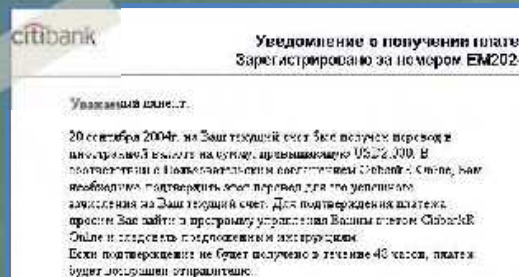 citibank
Уведомление о получении плате
Зарегистрировано за номером EM202-
Уважаемый клиент.
20 сентября 2004г. на Ваш текущий счет был получен перевод в
иностранной валюте на сумму, превышающую USD2,000. В
соответствии с Пользовательским соглашением CitibankR Online, Вам
необходимо подтвердить этот перевод для его успешного
зачисления на Ваш текущий счет. Для подтверждения платежа
просим Вас зайти в программу управления Вашим счетом CitibankR
Online и следовать предложенным инструкциям.
Если подтверждение не будет получено в течение 48 часов, платеж
будет возвращен отправителю.